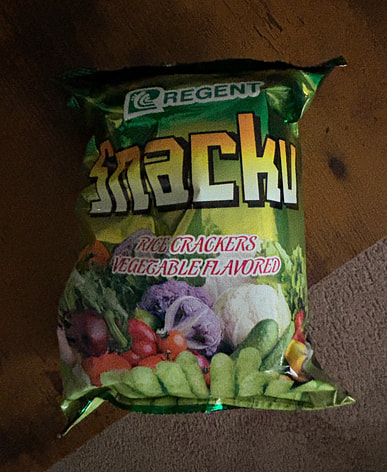 REGENT
Snacku
RICE CRACKERS
VEGETABLE FLAVORED